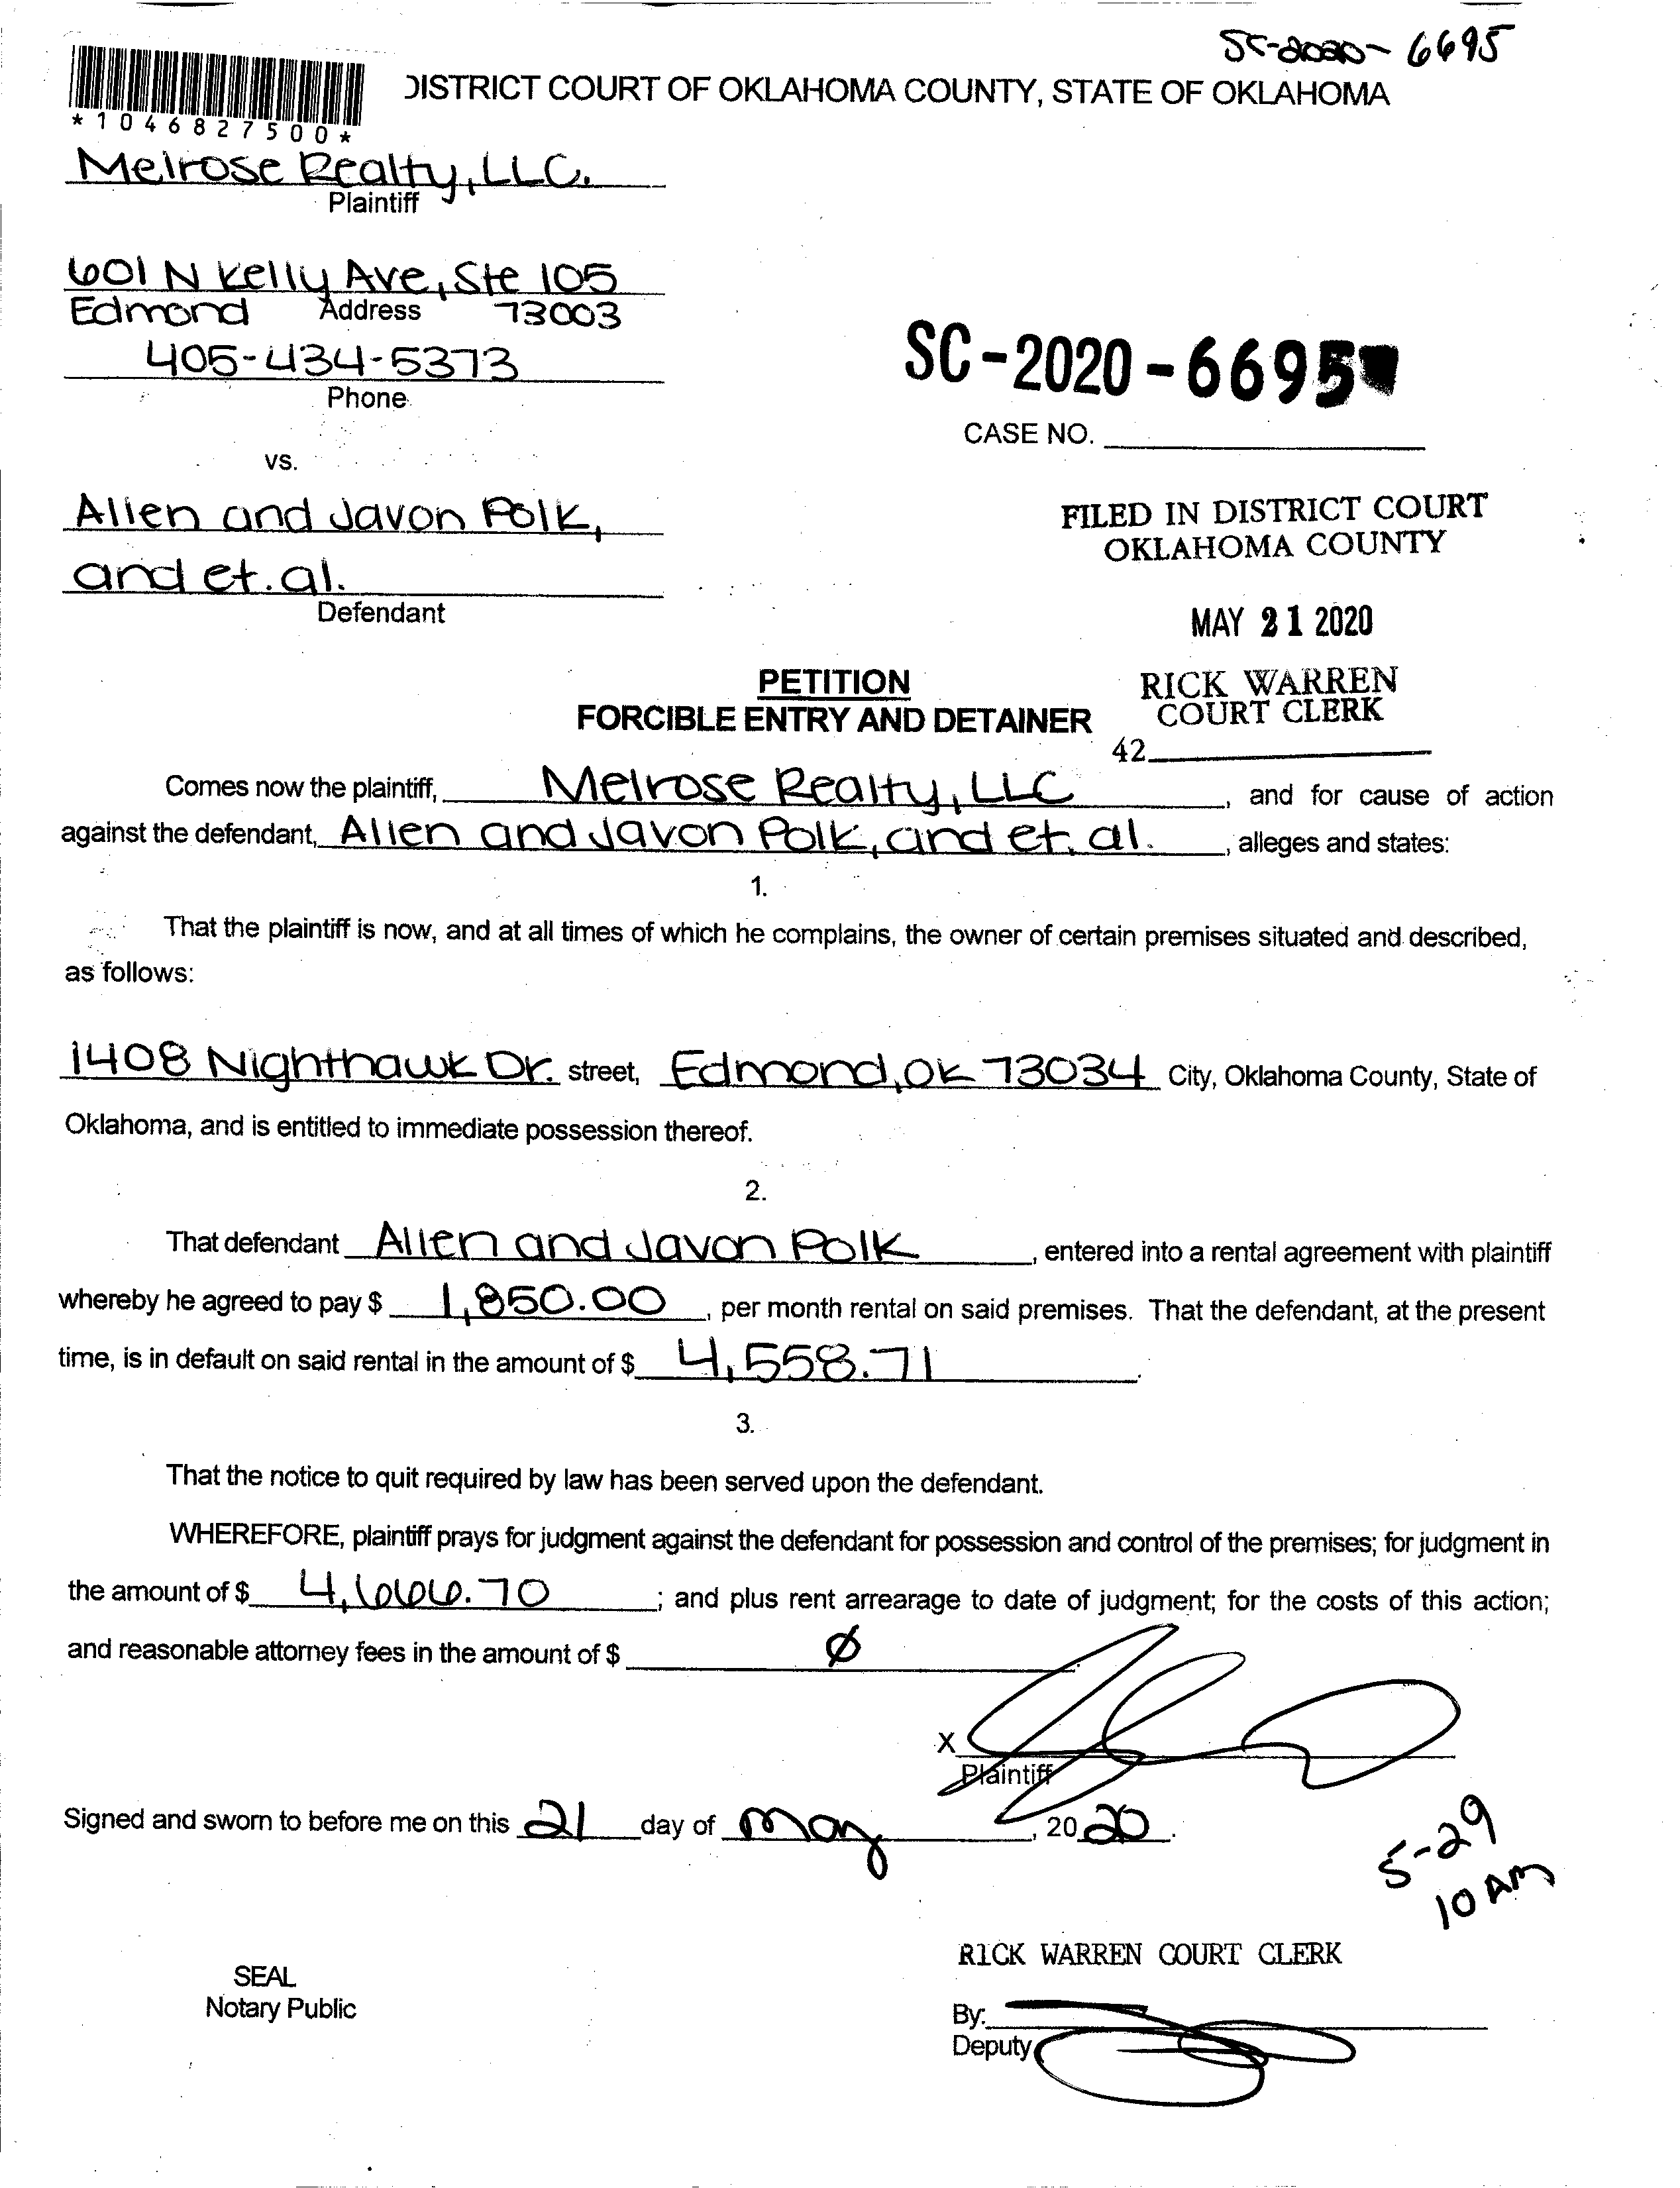 SC-2020-6695
DISTRICT COURT OF OKLAHOMA COUNTY, STATE OF OKLAHOMA
*1046827500*
Melrose Realty, LLC.
Plaintiff
601 N Kelly Ave, Ste 105
Edmond Address 73003
405-434-5373
Phone
SC-2020-6695
CASE NO.
vs.
Allen and Javon Polk,
and et. al.
Defendant
FILED IN DISTRICT COURT
OKLAHOMA COUNTY
MAY 21 2020
RICK WARREN
COURT CLERK
42
PETITION
FORCIBLE ENTRY AND DETAINER
Comes now the plaintiff, Melrose Realty, LLC, and for cause of action
against the defendant, Allen and Javon Polk, and et. al., alleges and states:
1.
That the plaintiff is now, and at all times of which he complains, the owner of certain premises situated and described,
as follows:
1408 Nighthawk Dr. street, Edmond, OK 73034 City, Oklahoma County, State of
Oklahoma, and is entitled to immediate possession thereof.
2.
That defendant Allen and Javon Polk, entered into a rental agreement with plaintiff
whereby he agreed to pay $ 1,850.00, per month rental on said premises. That the defendant, at the present
time, is in default on said rental in the amount of $ 4,558.71.
3.
That the notice to quit required by law has been served upon the defendant.
WHEREFORE, plaintiff prays for judgment against the defendant for possession and control of the premises; for judgment in
the amount of $ 4,666.70; and plus rent arrearage to date of judgment; for the costs of this action;
and reasonable attorney fees in the amount of $ Ø.
X
Plaintiff
Signed and sworn to before me on this 21 day of May, 2020.
5-29
10 AM
RICK WARREN COURT CLERK
SEAL
Notary Public
By:
Deputy